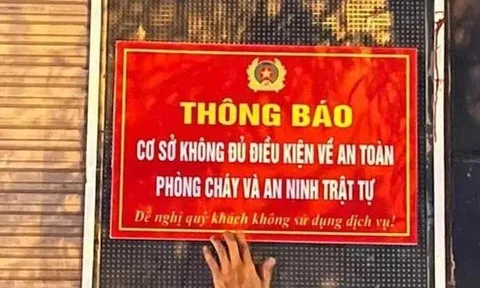 THÔNG BÁO
CƠ SỞ KHÔNG ĐỦ ĐIỀU KIỆN VỀ AN TOÀN
PHÒNG CHÁY VÀ AN NINH TRẬT TỰ
Đề nghị quý khách không sử dụng dịch vụ!